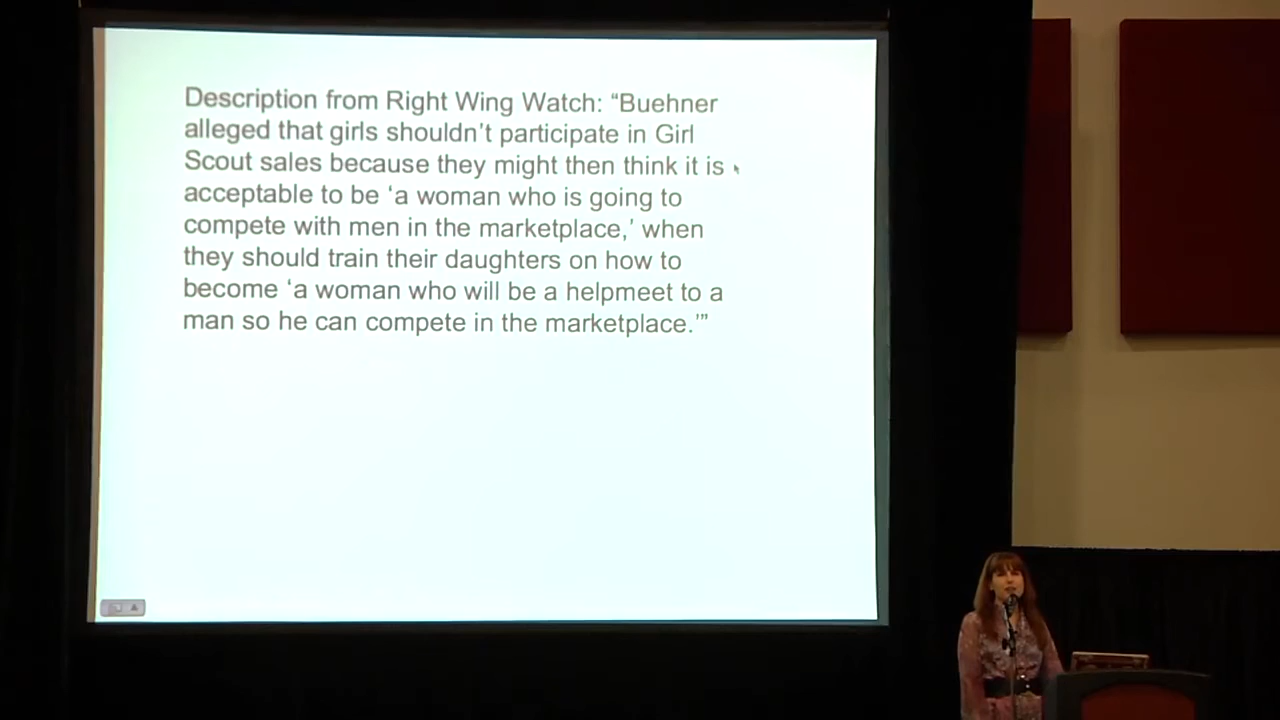 Description from Right Wing Watch: “Buehner
alleged that girls shouldn’t participate in Girl
Scout sales because they might then think it is
acceptable to be ‘a woman who is going to
compete with men in the marketplace,’ when
they should train their daughters on how to
become ‘a woman who will be a helpmeet to a
man so he can compete in the marketplace.’”